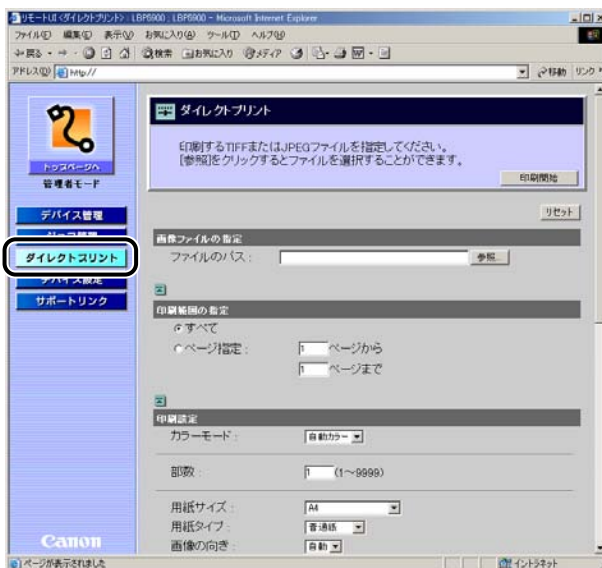 リモートUI <ダイレクトプリント> : LBP5900 ; LBP5900 - Microsoft Internet Explorer
ファイル(F) 編集(E) 表示(V) お気に入り(A) ツール(T) ヘルプ(H)
戻る 検索 お気に入り メディア
アドレス(D) http:// 移動 リンク
ダイレクトプリント
印刷するTIFFまたはJPEGファイルを指定してください。
[参照]をクリックするとファイルを選択することができます。
印刷開始
トップページへ
管理者モード
デバイス管理
ダイレクトプリント
サポートリンク
Canon
リセット
画像ファイルの指定
ファイルのパス : 参照...
印刷範囲の指定
すべて
ページ指定 : 1 ページから
1 ページまで
印刷設定
カラーモード : 自動カラー
部数 : 1 (1~9999)
用紙サイズ : A4
用紙タイプ : 普通紙
画像の向き : 自動
ページが表示されました イントラネット